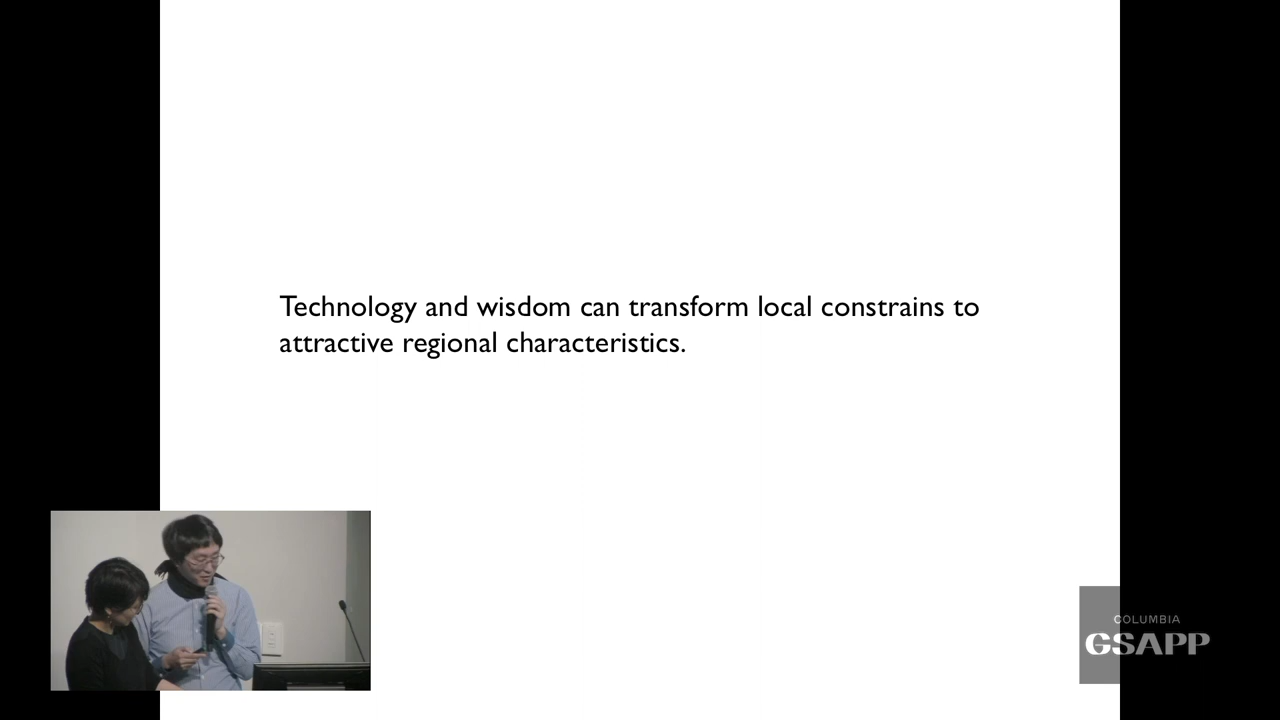 Technology and wisdom can transform local constrains to
attractive regional characteristics.
COLUMBIA
GSAPP